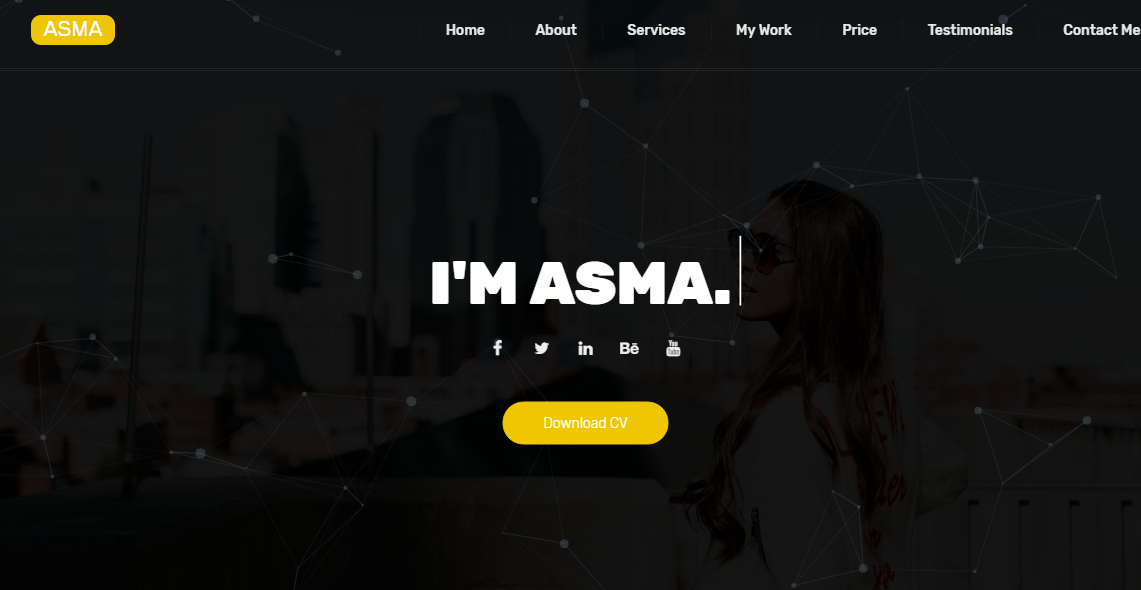 ASMA
Home About Services My Work Price Testimonials Contact Me
I'M ASMA.
Bē
You Tube
Download CV